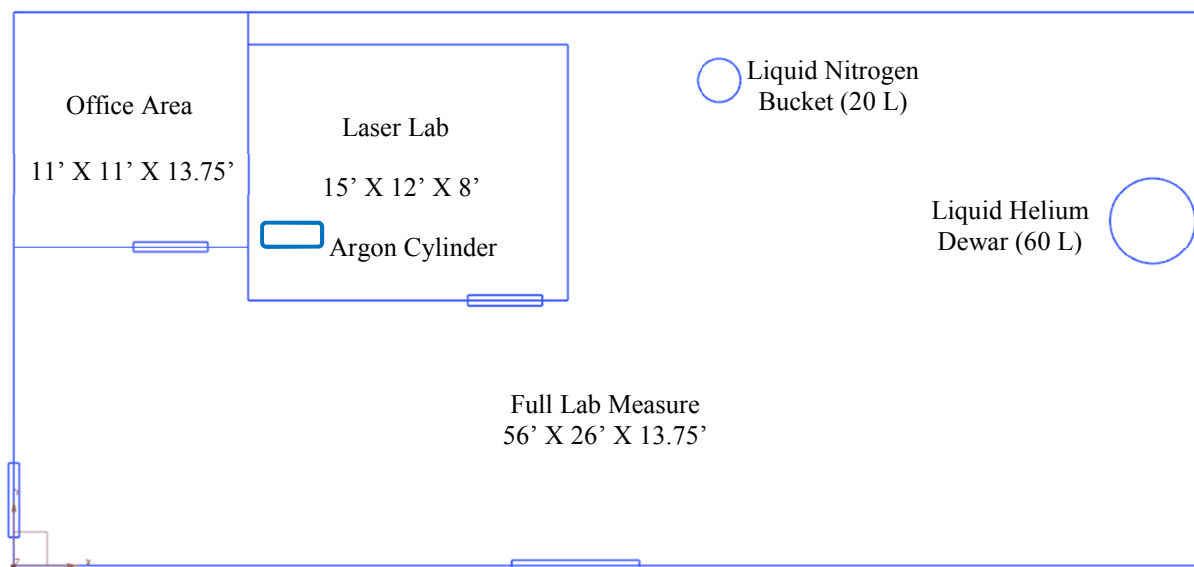 Office Area
11’ X 11’ X 13.75’
Laser Lab
15’ X 12’ X 8’
Argon Cylinder
Liquid Nitrogen
Bucket (20 L)
Liquid Helium
Dewar (60 L)
Full Lab Measure
56’ X 26’ X 13.75’
Y
Z
X